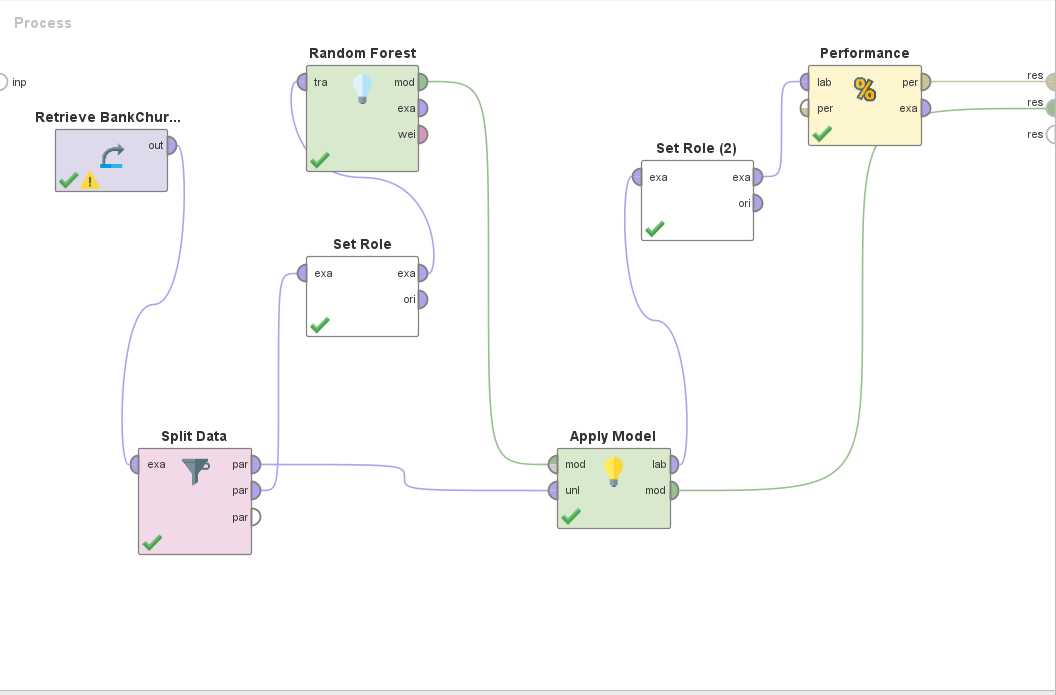 Process
inp
Retrieve BankChur...
out
Random Forest
tra
mod
exa
wei
Set Role
exa
exa
ori
Split Data
exa
par
par
par
Apply Model
mod
unl
lab
mod
Set Role (2)
exa
exa
ori
Performance
%
lab
per
per
exa
res
res
res